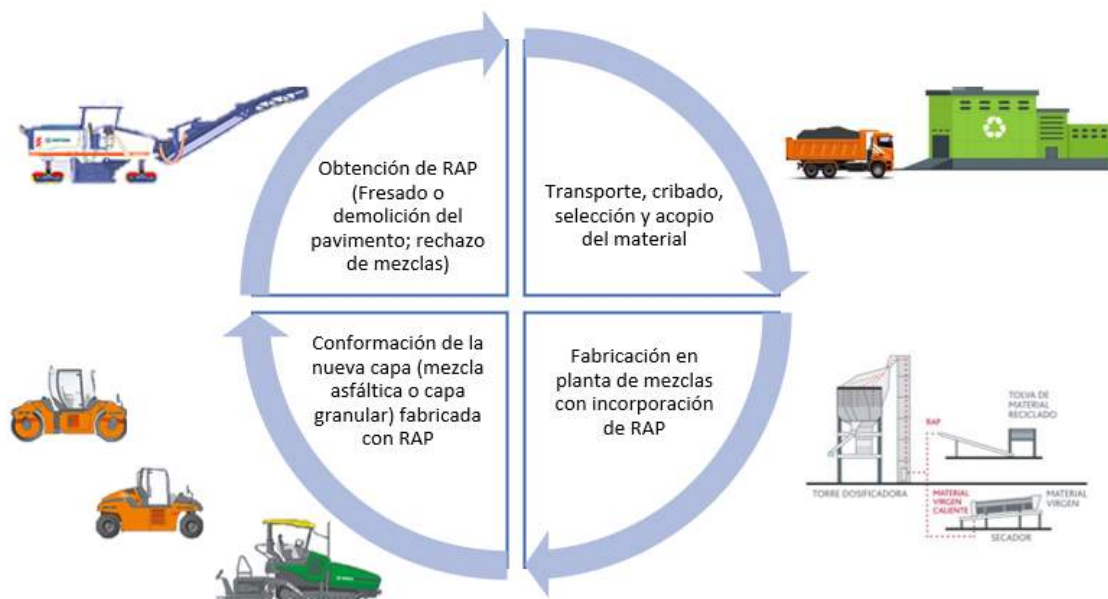 Obtención de RAP
(Fresado o
demolición del
pavimento; rechazo
de mezclas)
Transporte, cribado,
selección y acopio
del material
Conformación de la
nueva capa (mezcla
asfáltica o capa
granular) fabricada
con RAP
Fabricación en
planta de mezclas
con incorporación
de RAP
TOLVA DE
MATERIAL
RECICLADO
RAP
TORRE DOSIFICADORA
MATERIAL
VIRGEN
CALIENTE
MATERIAL
VIRGEN
SECADOR